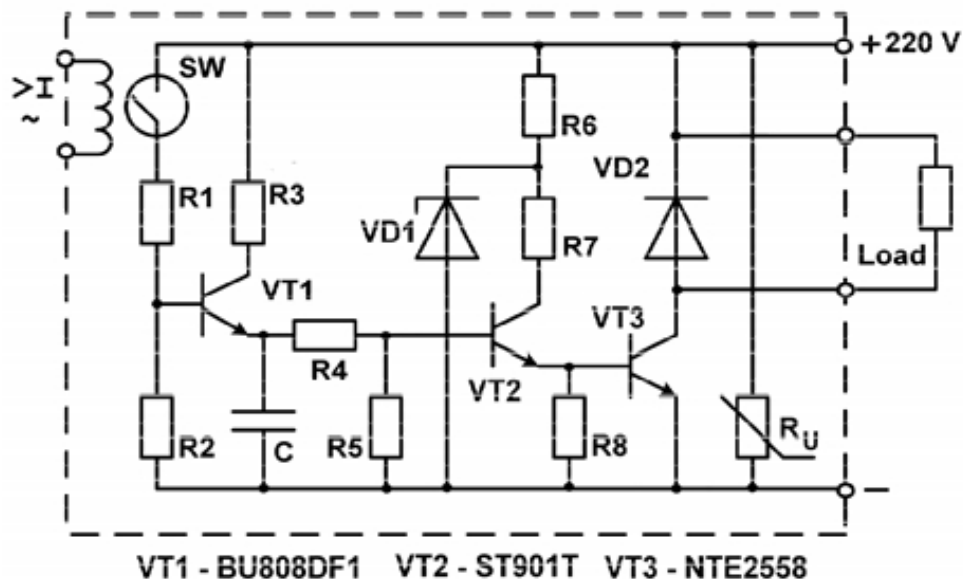 +220 V
SW
>I
~
R6
R1
R3
VD2
VD1
R7
Load
VT1
VT3
R4
VT2
R2
C
R5
R8
RU
–
VT1 - BU808DF1 VT2 - ST901T VT3 - NTE2558